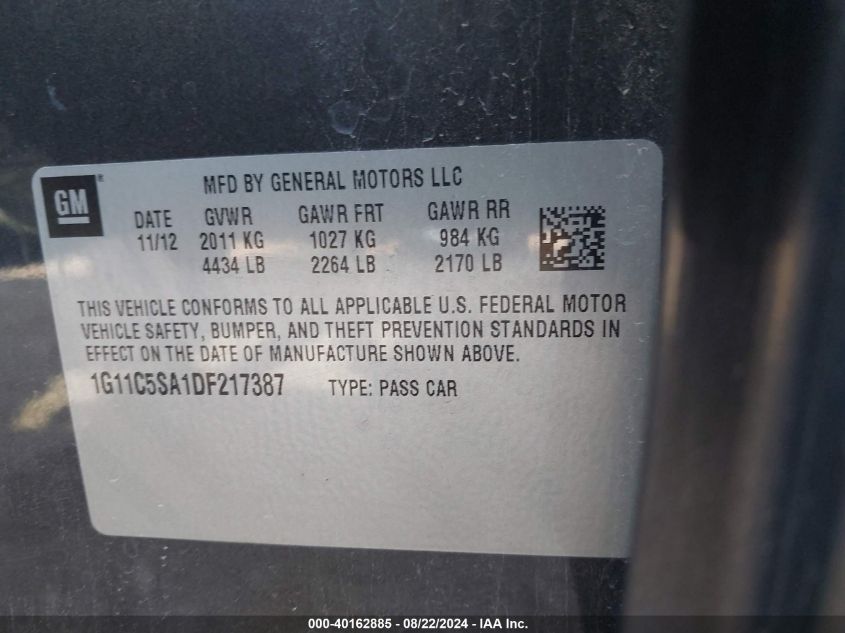 GM®
MFD BY GENERAL MOTORS LLC
DATE GVWR GAWR FRT GAWR RR
11/12 2011 KG 1027 KG 984 KG
4434 LB 2264 LB 2170 LB
THIS VEHICLE CONFORMS TO ALL APPLICABLE U.S. FEDERAL MOTOR
VEHICLE SAFETY, BUMPER, AND THEFT PREVENTION STANDARDS IN
EFFECT ON THE DATE OF MANUFACTURE SHOWN ABOVE.
1G11C5SA1DF217387 TYPE: PASS CAR
000-40162885 - 08/22/2024 - IAA Inc.